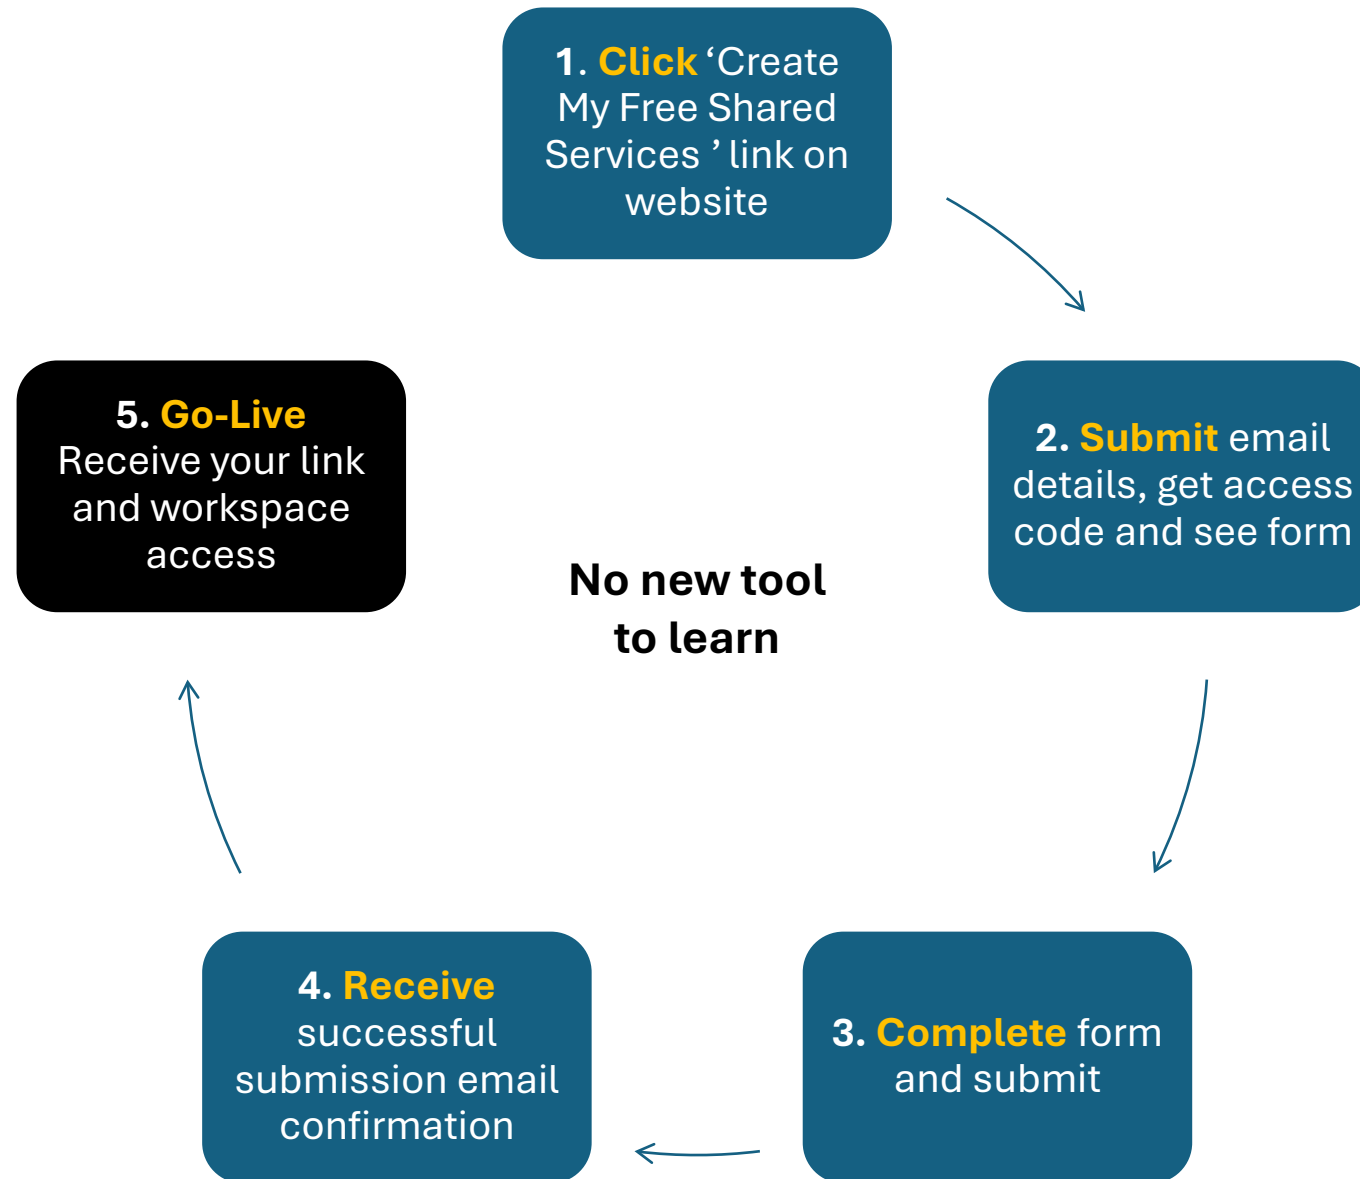 1. Click ‘Create
My Free Shared
Services ’ link on
website
2. Submit email
details, get access
code and see form
3. Complete form
and submit
4. Receive
successful
submission email
confirmation
5. Go-Live
Receive your link
and workspace
access
No new tool
to learn